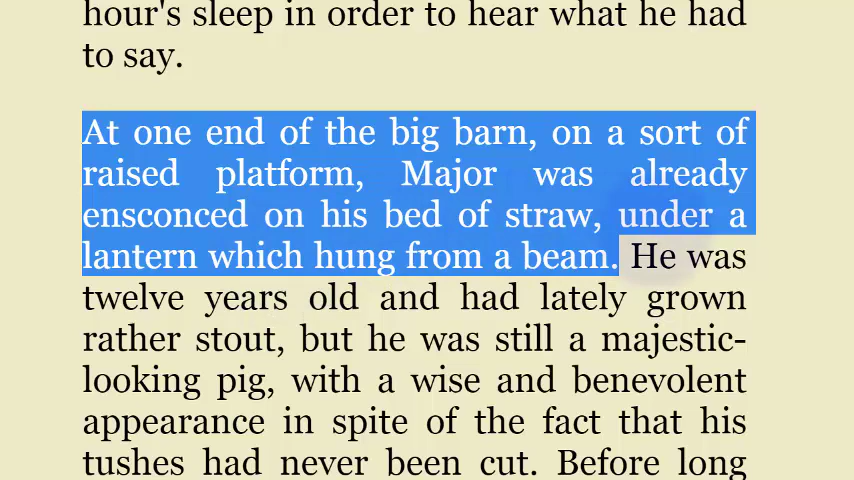 hour's sleep in order to hear what he had
to say.
At one end of the big barn, on a sort of
raised platform, Major was already
ensconced on his bed of straw, under a
lantern which hung from a beam. He was
twelve years old and had lately grown
rather stout, but he was still a majestic-
looking pig, with a wise and benevolent
appearance in spite of the fact that his
tushes had never been cut. Before long